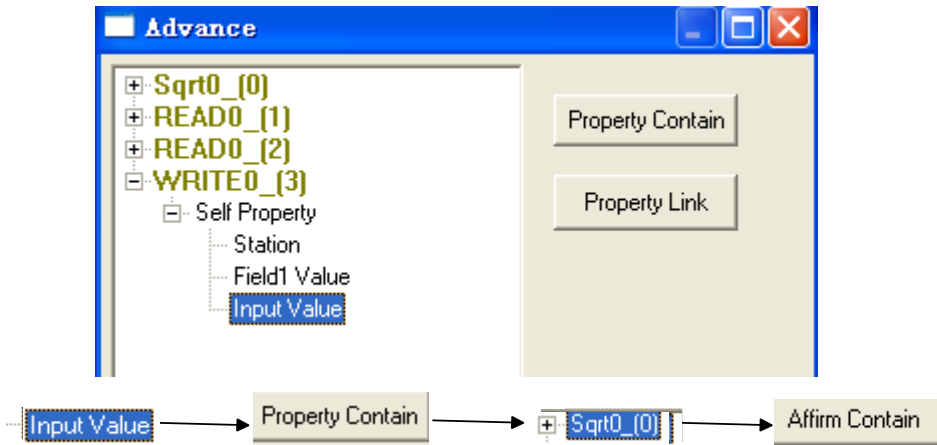 Advance
Sqrt0_(0)
READ0_(1)
READ0_(2)
WRITE0_(3)
Self Property
Station
Field1 Value
Input Value
Property Contain
Property Link
Input Value
Property Contain
Sqrt0_(0)
Affirm Contain